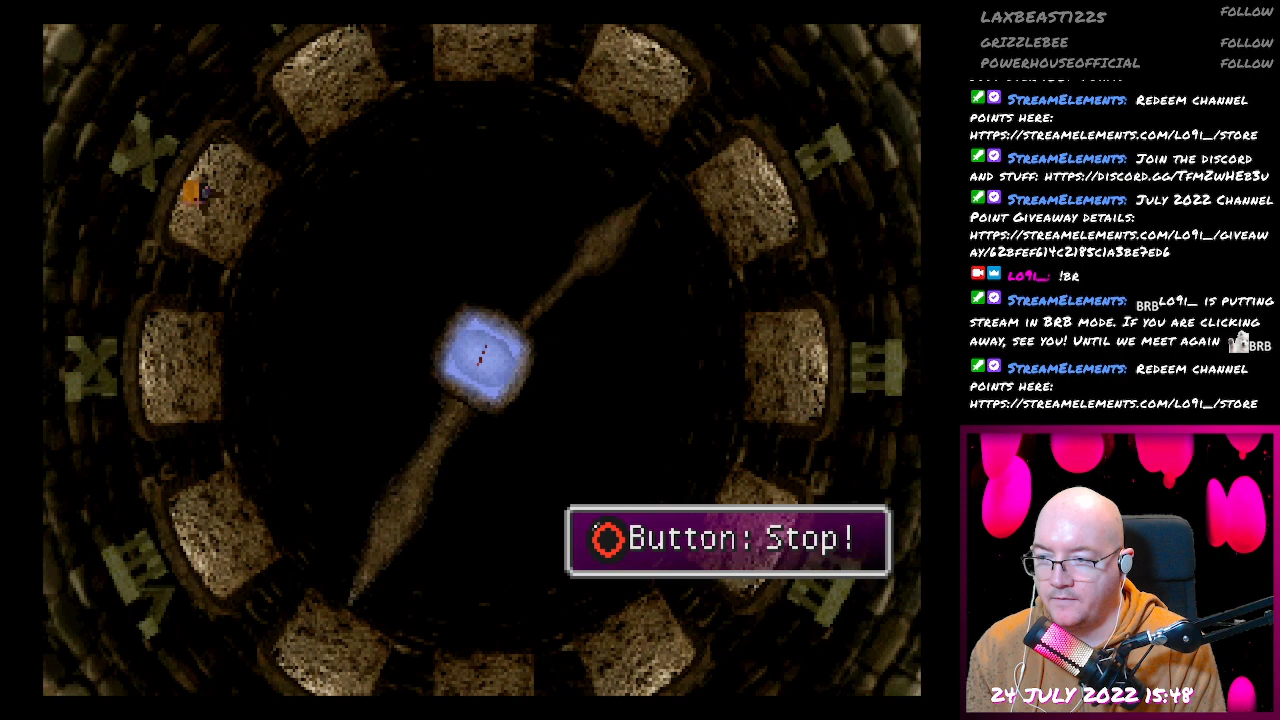 LAXBEAST1225 FOLLOW
GRIZZLEBEE FOLLOW
POWERHOUSEOFFICIAL FOLLOW
StreamElements: Redeem channel
points here:
https://streamelements.com/lo9i_/store
StreamElements: Join the discord
and stuff: https://discord.gg/TfmZwHE83u
StreamElements: July 2022 Channel
Point Giveaway details:
https://streamelements.com/lo9i_/giveaw
ay/62bfef614c2185c1a3be7ed6
lo9i_: !br
StreamElements: BRB lo9i_ is putting
stream in BRB mode. If you are clicking
away, see you! Until we meet again BRB
StreamElements: Redeem channel
points here:
https://streamelements.com/lo9i_/store
X
II
XI
III
Button: Stop!
24 JULY 2022 15:48